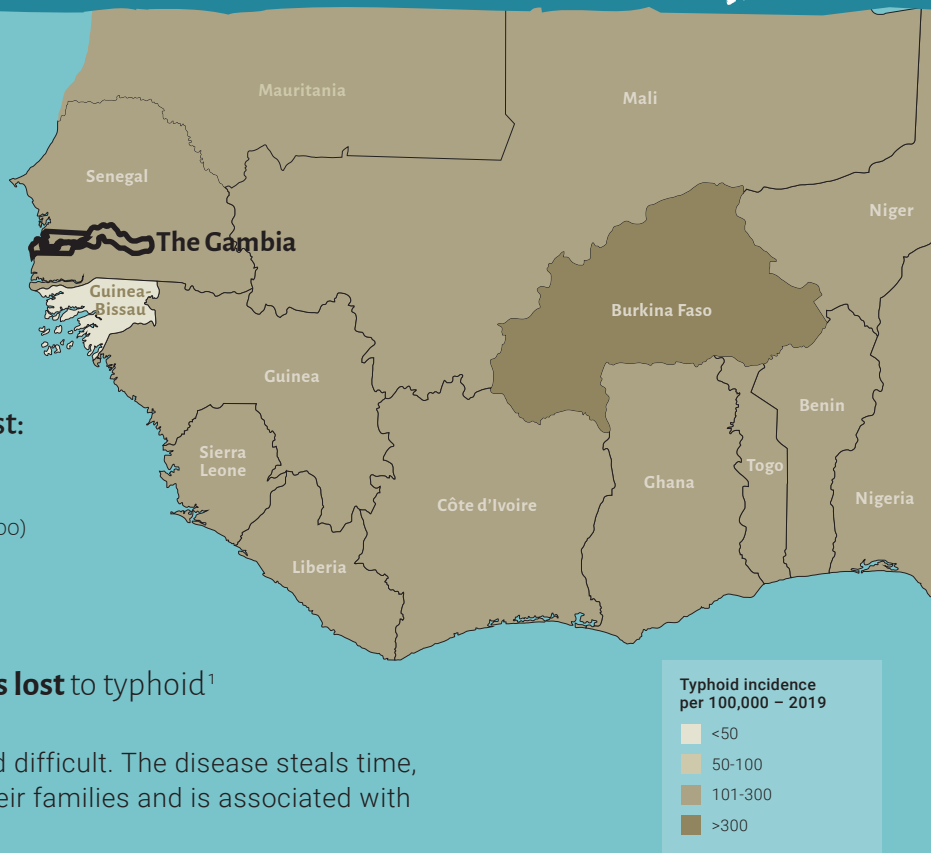 Mauritania
Mali
Senegal
Niger
The Gambia
Guinea-
Bissau
Burkina Faso
Guinea
Benin
st:
Sierra
Leone
Togo
Ghana
Côte d'Ivoire
Nigeria
oo)
Liberia
s lost to typhoid¹
Typhoid incidence
per 100,000 – 2019
<50
50-100
101-300
>300
d difficult. The disease steals time,
eir families and is associated with